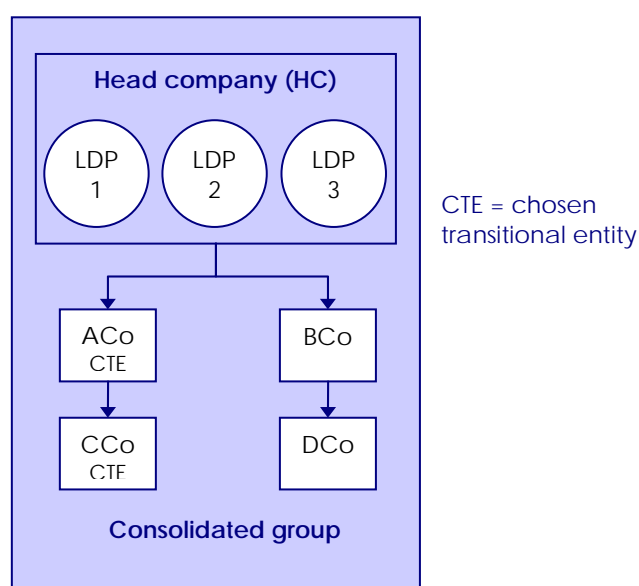 Head company (HC)
LDP
1
LDP
2
LDP
3
CTE = chosen
transitional entity
ACo
CTE
BCo
CCo
CTE
DCo
Consolidated group